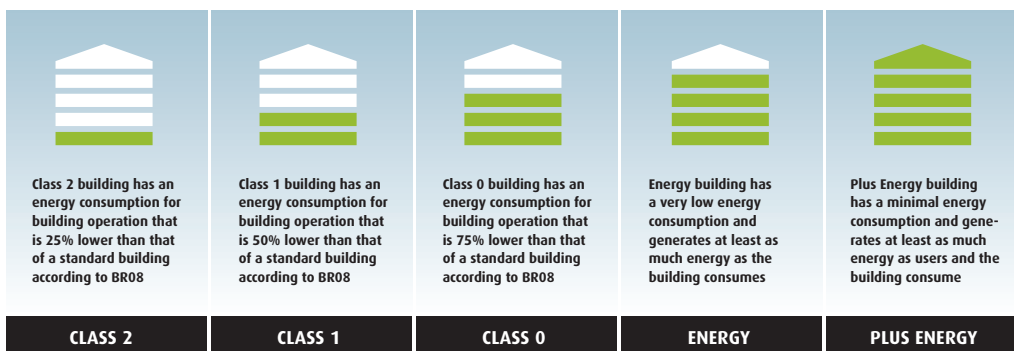 Class 2 building has an
energy consumption for
building operation that
is 25% lower than that
of a standard building
according to BR08
CLASS 2
Class 1 building has an
energy consumption for
building operation that
is 50% lower than that
of a standard building
according to BR08
CLASS 1
Class 0 building has an
energy consumption for
building operation that
is 75% lower than that
of a standard building
according to BR08
CLASS 0
Energy building has
a very low energy
consumption and
generates at least as
much energy as the
building consumes
ENERGY
Plus Energy building
has a minimal energy
consumption and gene-
rates at least as much
energy as users and the
building consume
PLUS ENERGY